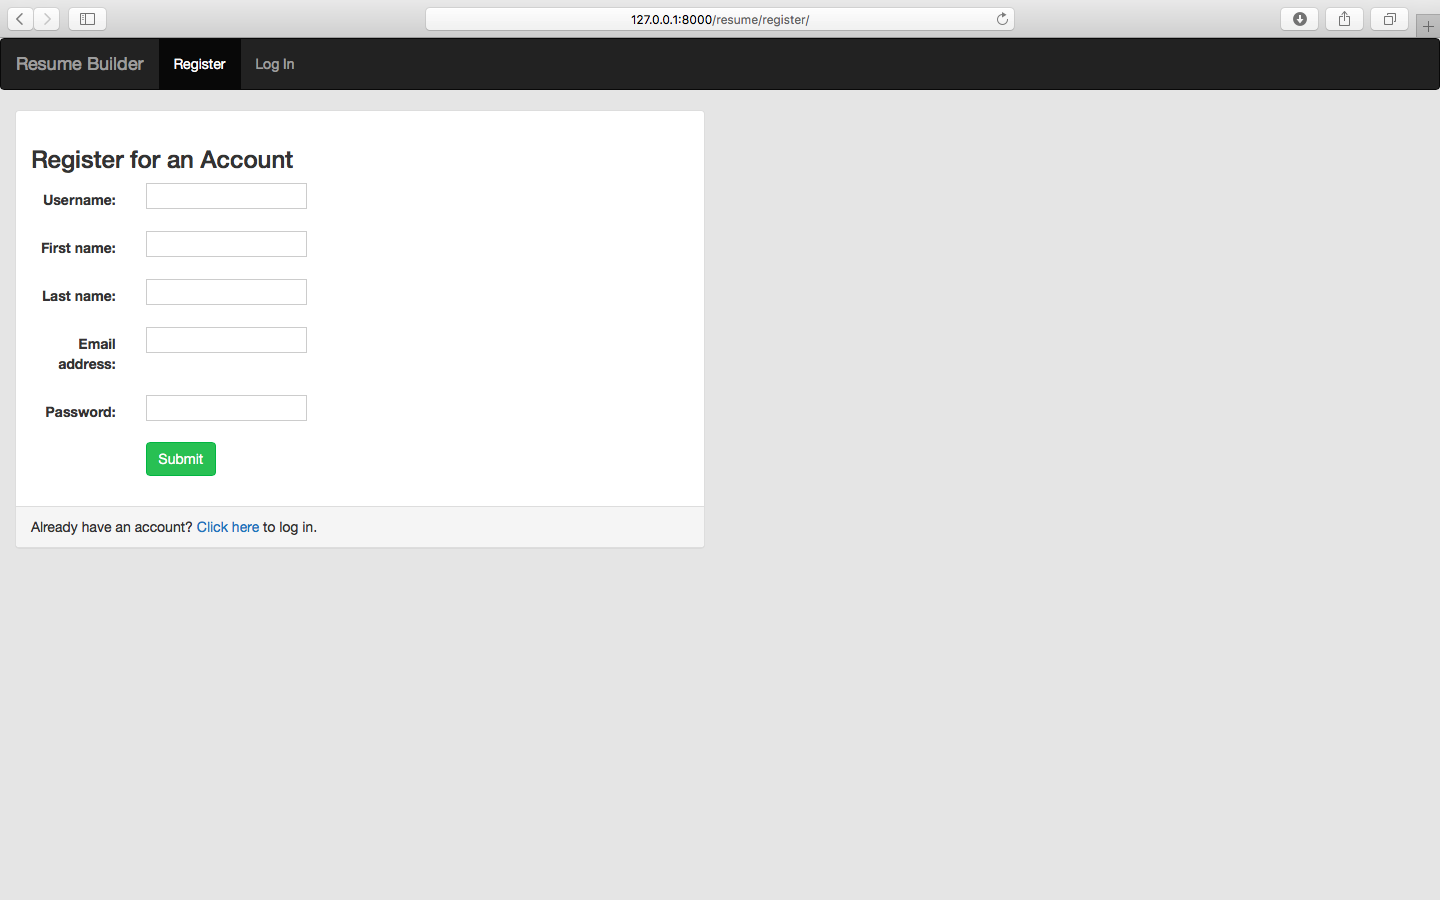 127.0.0.1:8000/resume/register/
Resume Builder Register Log In
Register for an Account
Username:
First name:
Last name:
Email
address:
Password:
Submit
Already have an account? Click here to log in.